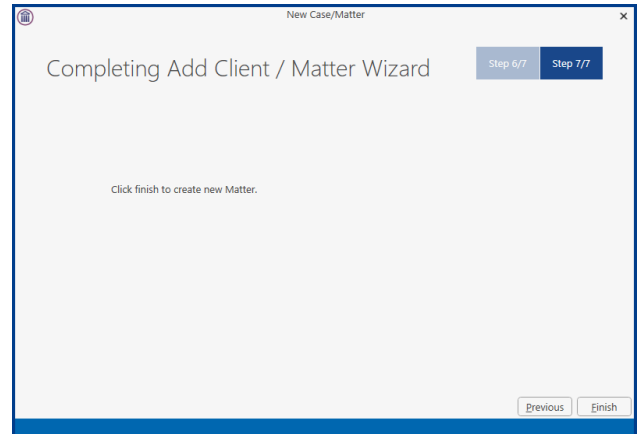 New Case/Matter
Completing Add Client / Matter Wizard
Step 6/7
Step 7/7
Click finish to create new Matter.
Previous
Finish